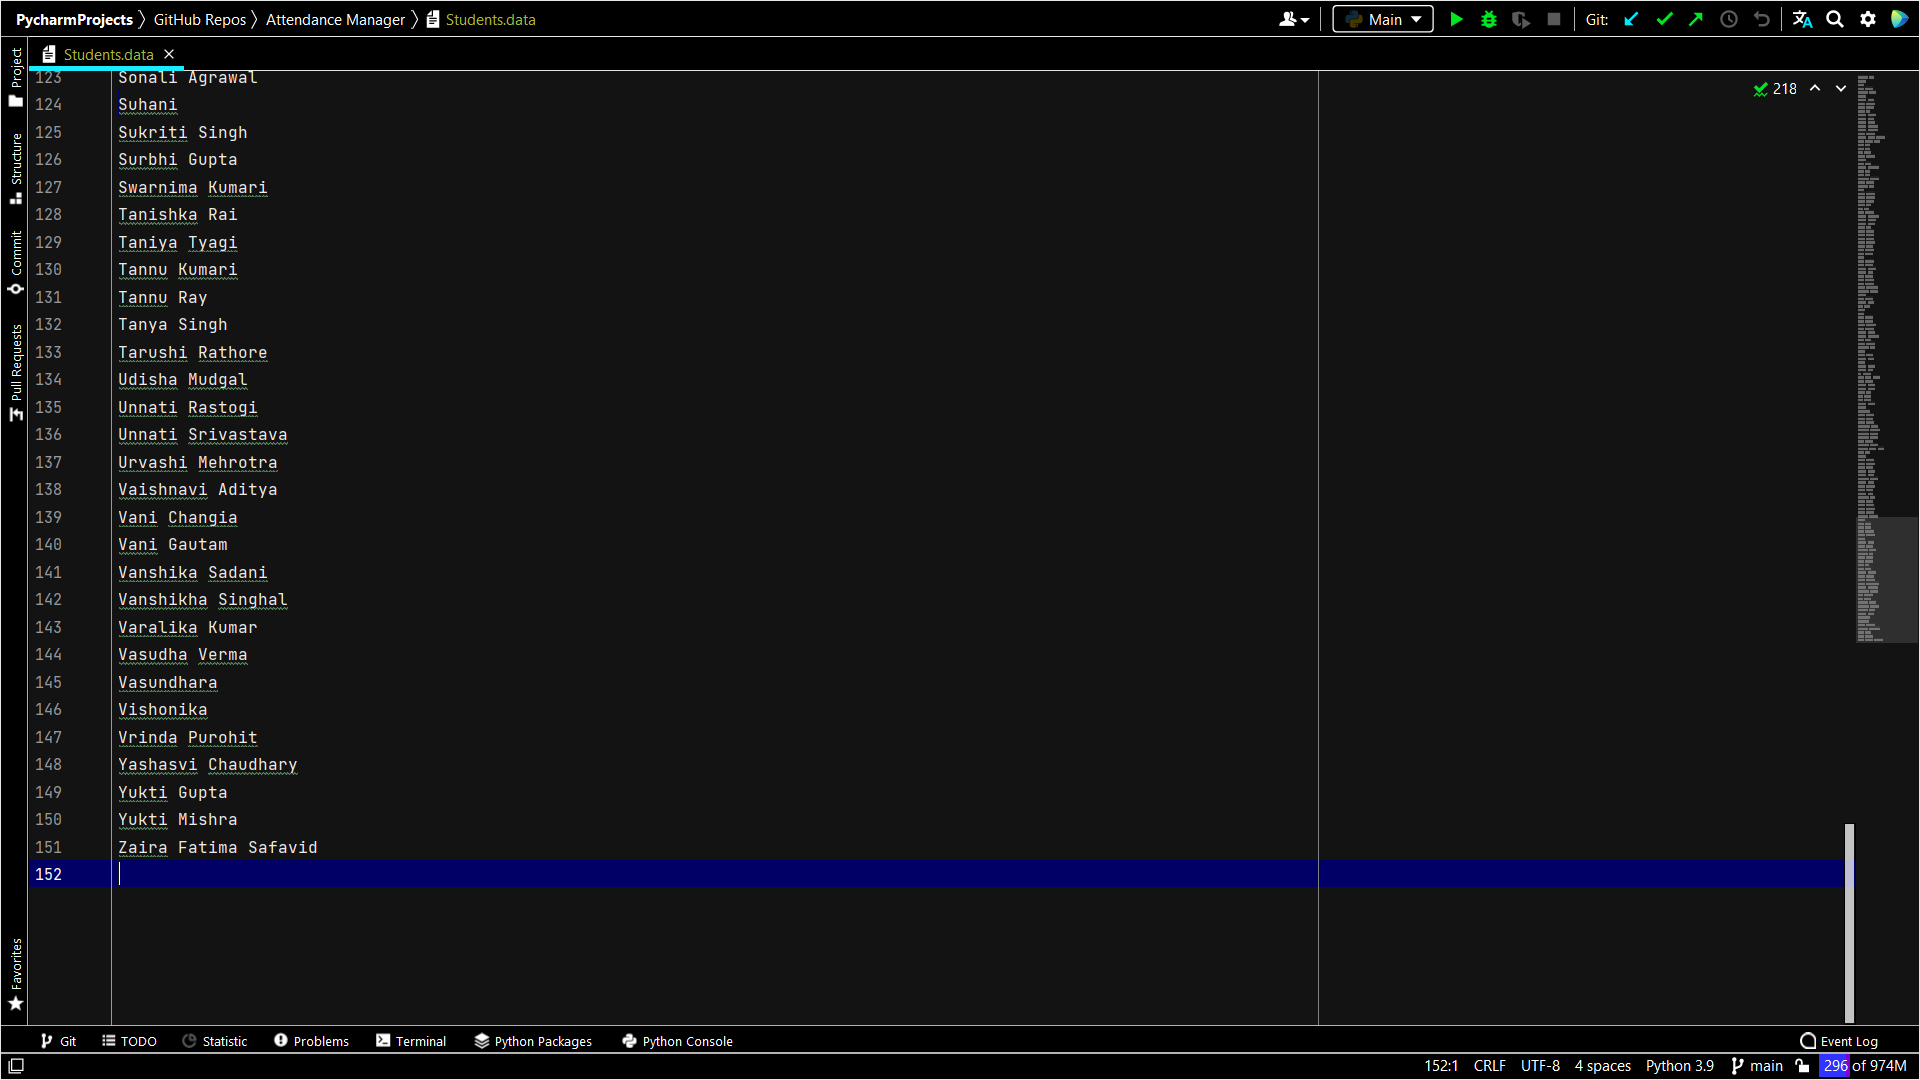 PycharmProjects 〉 GitHub Repos 〉 Attendance Manager 〉 Students.data
Main
Git:
Students.data
Project
Structure
Commit
Pull Requests
Favorites
218
123 Sonali Agrawal
124 Suhani
125 Sukriti Singh
126 Surbhi Gupta
127 Swarnima Kumari
128 Tanishka Rai
129 Taniya Tyagi
130 Tannu Kumari
131 Tannu Ray
132 Tanya Singh
133 Tarushi Rathore
134 Udisha Mudgal
135 Unnati Rastogi
136 Unnati Srivastava
137 Urvashi Mehrotra
138 Vaishnavi Aditya
139 Vani Changia
140 Vani Gautam
141 Vanshika Sadani
142 Vanshikha Singhal
143 Varalika Kumar
144 Vasudha Verma
145 Vasundhara
146 Vishonika
147 Vrinda Purohit
148 Yashasvi Chaudhary
149 Yukti Gupta
150 Yukti Mishra
151 Zaira Fatima Safavid
152
Git TODO Statistic Problems Terminal Python Packages Python Console Event Log
152:1 CRLF UTF-8 4 spaces Python 3.9 main 296 of 974M